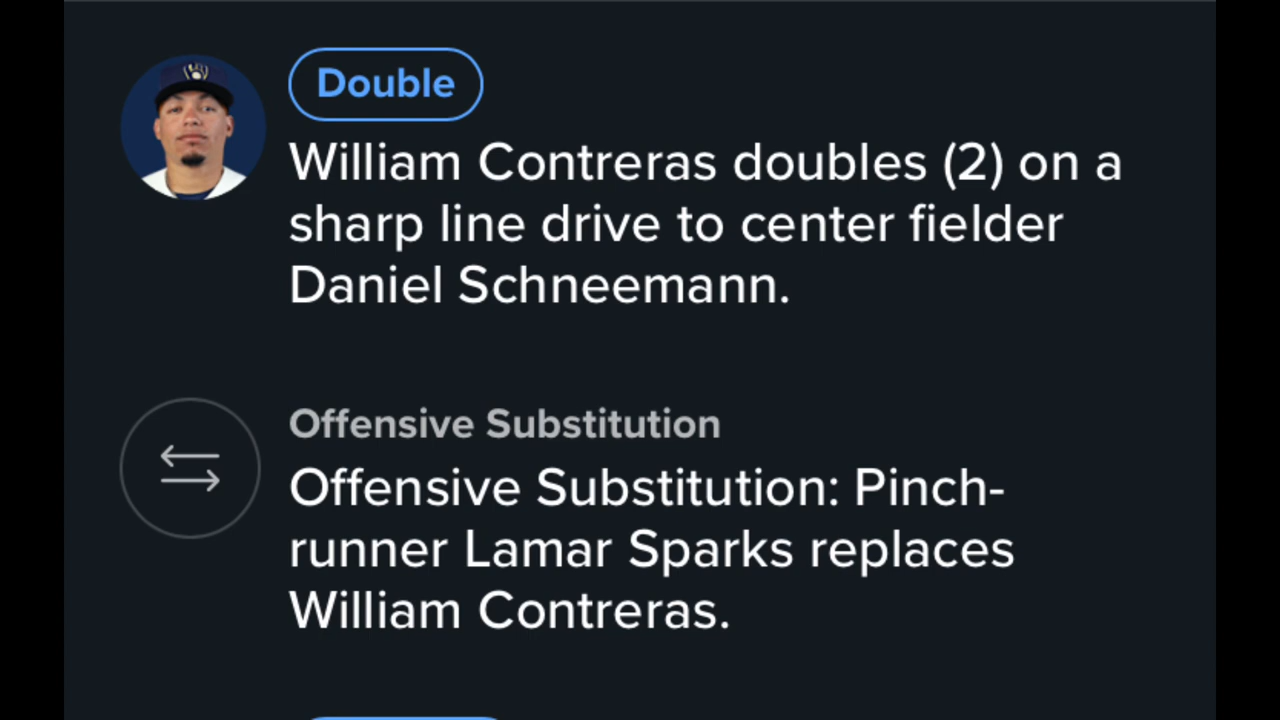 Double
William Contreras doubles (2) on a
sharp line drive to center fielder
Daniel Schneemann.
Offensive Substitution
Offensive Substitution: Pinch-
runner Lamar Sparks replaces
William Contreras.